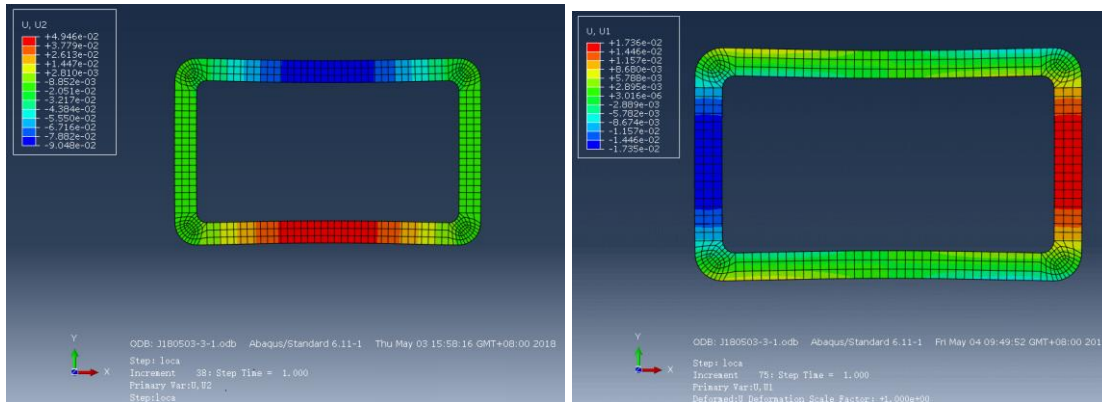 U, U2
+4.946e-02
+3.779e-02
+2.613e-02
+1.447e-02
+2.810e-03
-8.852e-03
-2.051e-02
-3.217e-02
-4.384e-02
-5.550e-02
-6.716e-02
-7.882e-02
-9.048e-02
Y
X
ODB: J180503-3-1.odb Abaqus/Standard 6.11-1 Thu May 03 15:58:16 GMT+08:00 2018
Step: loca
Increment 38: Step Time = 1.000
Primary Var:U,U2
Step:loca
U, U1
+1.736e-02
+1.446e-02
+1.157e-02
+8.680e-03
+5.788e-03
+2.895e-03
+3.016e-06
-2.889e-03
-5.782e-03
-8.674e-03
-1.157e-02
-1.446e-02
-1.735e-02
Y
X
ODB: J180503-3-1.odb Abaqus/Standard 6.11-1 Fri May 04 09:49:52 GMT+08:00 201
Step: loca
Increment 75: Step Time = 1.000
Primary Var:U,U1
Deformed:U Deformation Scale Factor: +1.000e+00